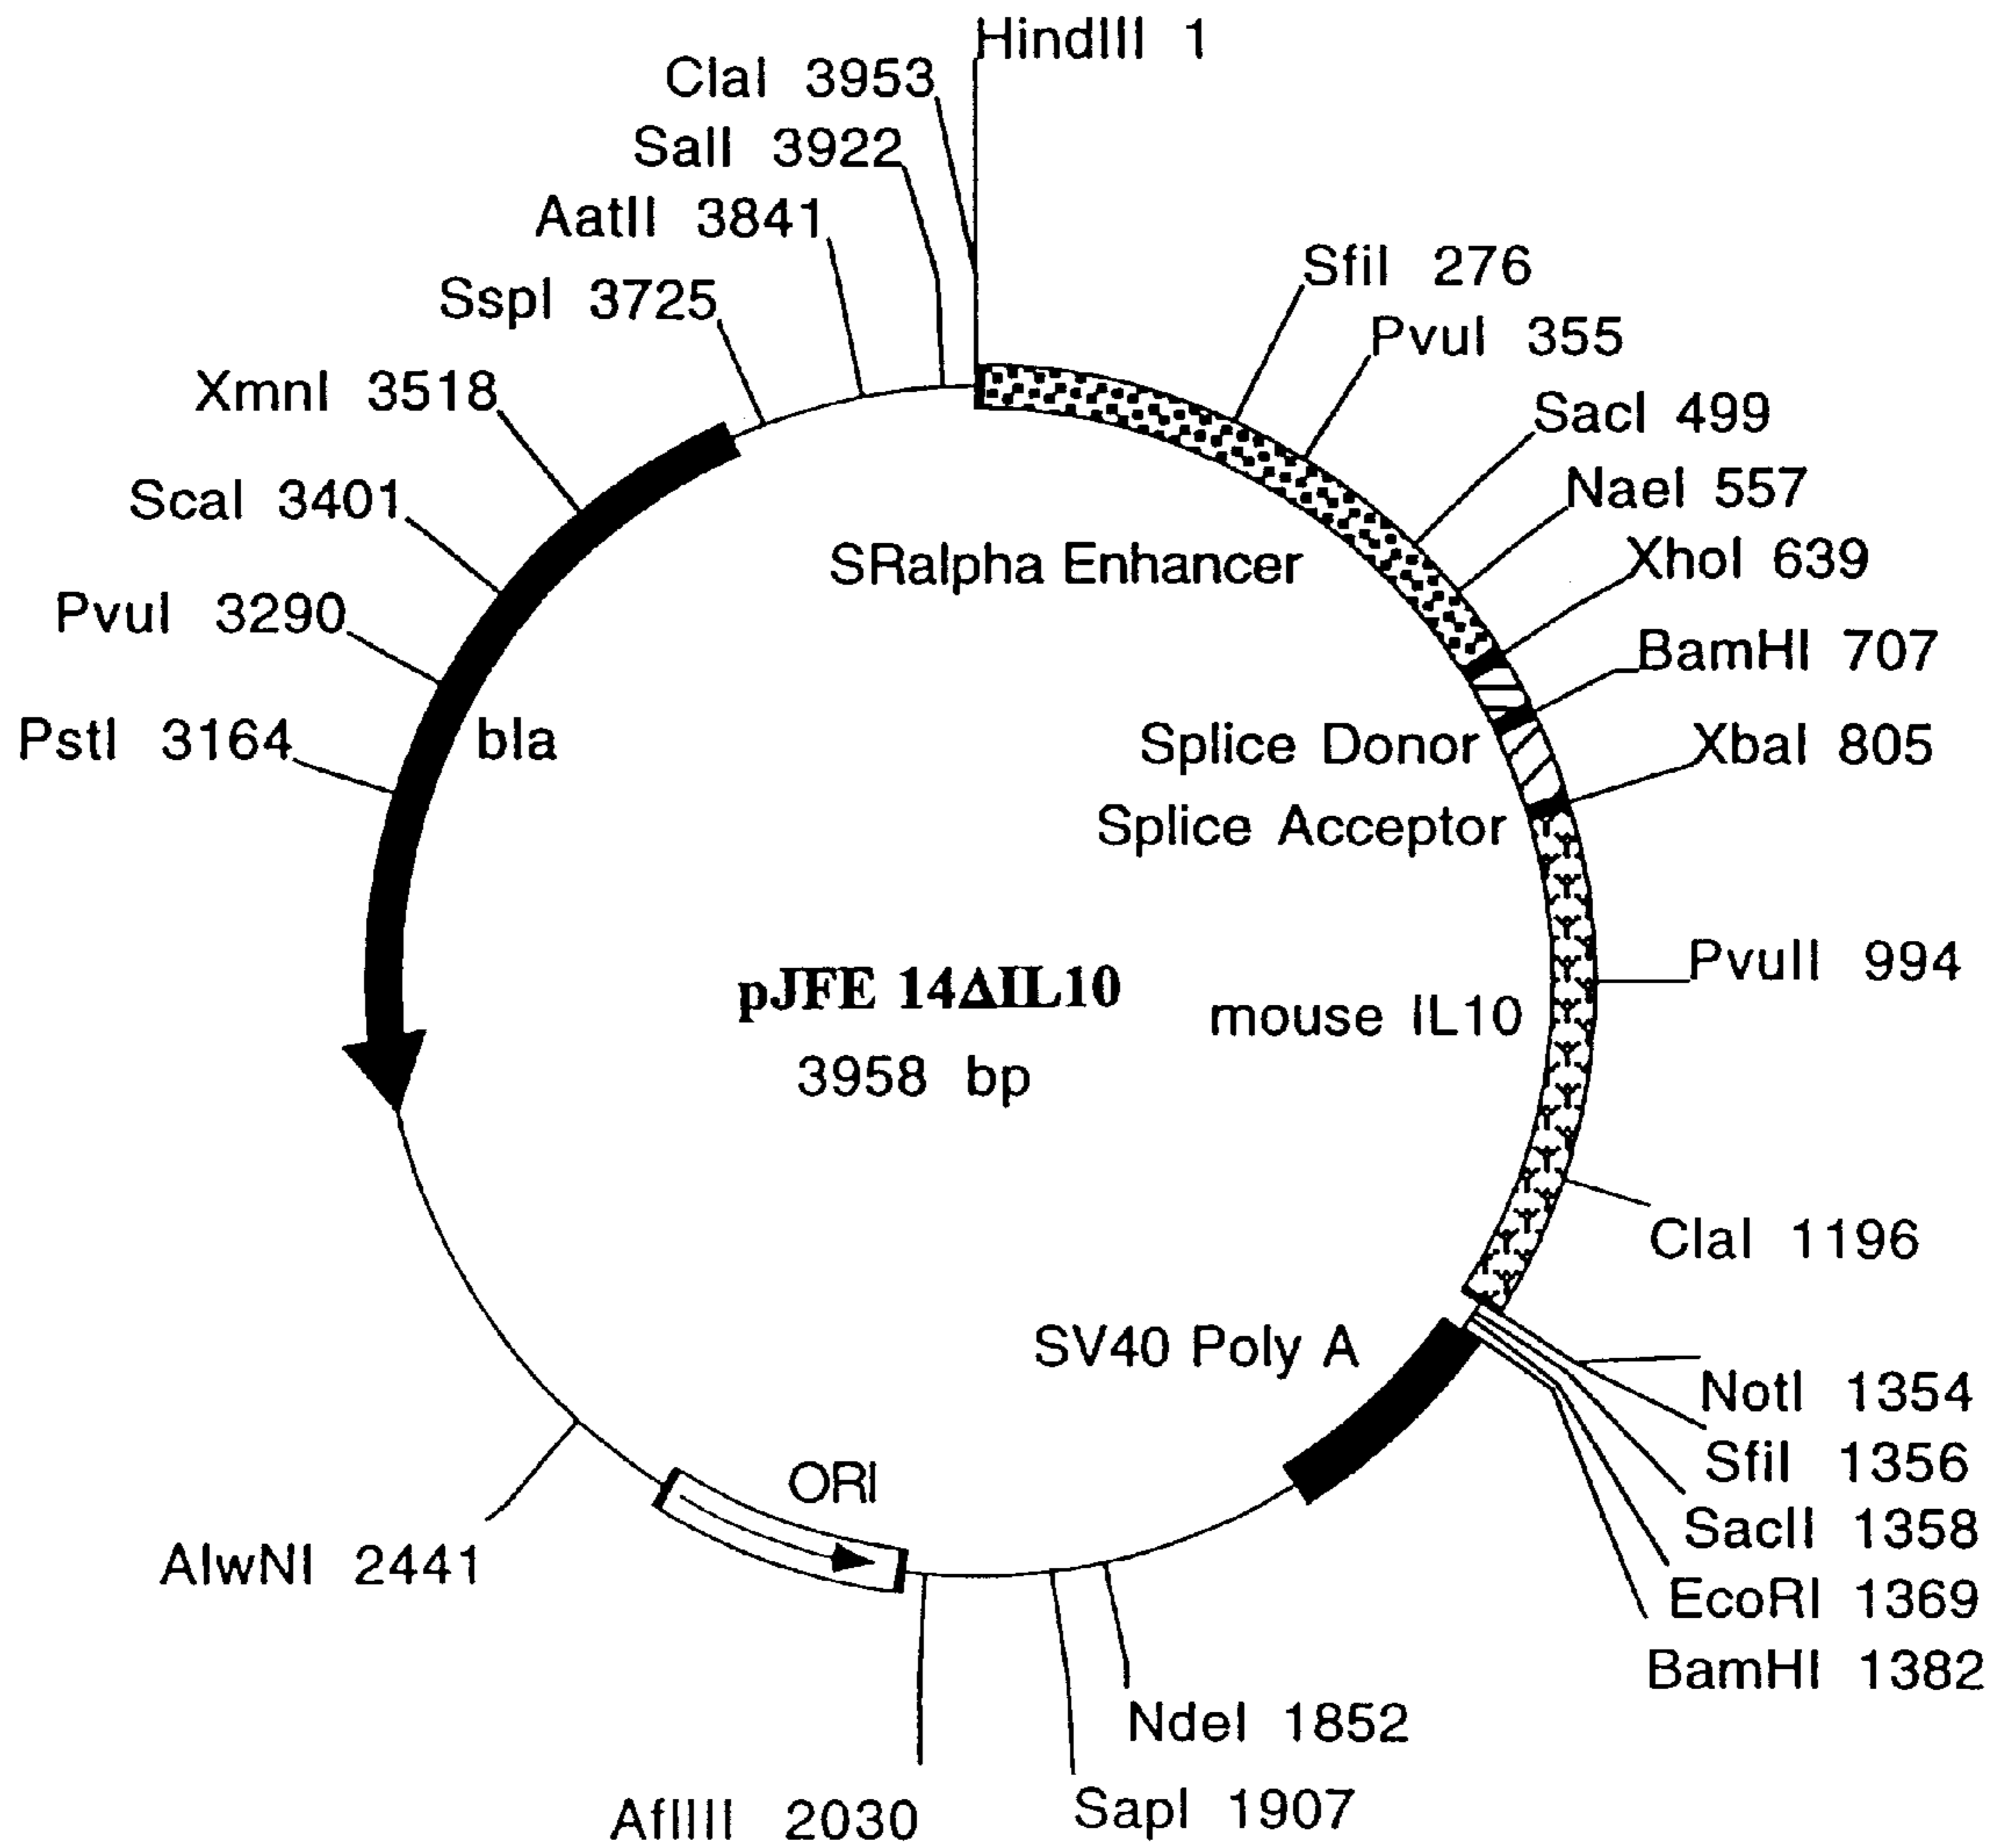 HindIII 1
ClaI 3953
SalI 3922
AatII 3841
SspI 3725
XmnI 3518
ScaI 3401
PvuI 3290
PstI 3164
SfiI 276
PvuI 355
SacI 499
NaeI 557
XhoI 639
BamHI 707
XbaI 805
PvuII 994
ClaI 1196
NotI 1354
SfiI 1356
SacII 1358
EcoRI 1369
BamHI 1382
NdeI 1852
SapI 1907
AflIII 2030
AlwNI 2441
SRalpha Enhancer
bla
Splice Donor
Splice Acceptor
pJFE 14ΔIL10
3958 bp
mouse IL10
SV40 Poly A
ORI